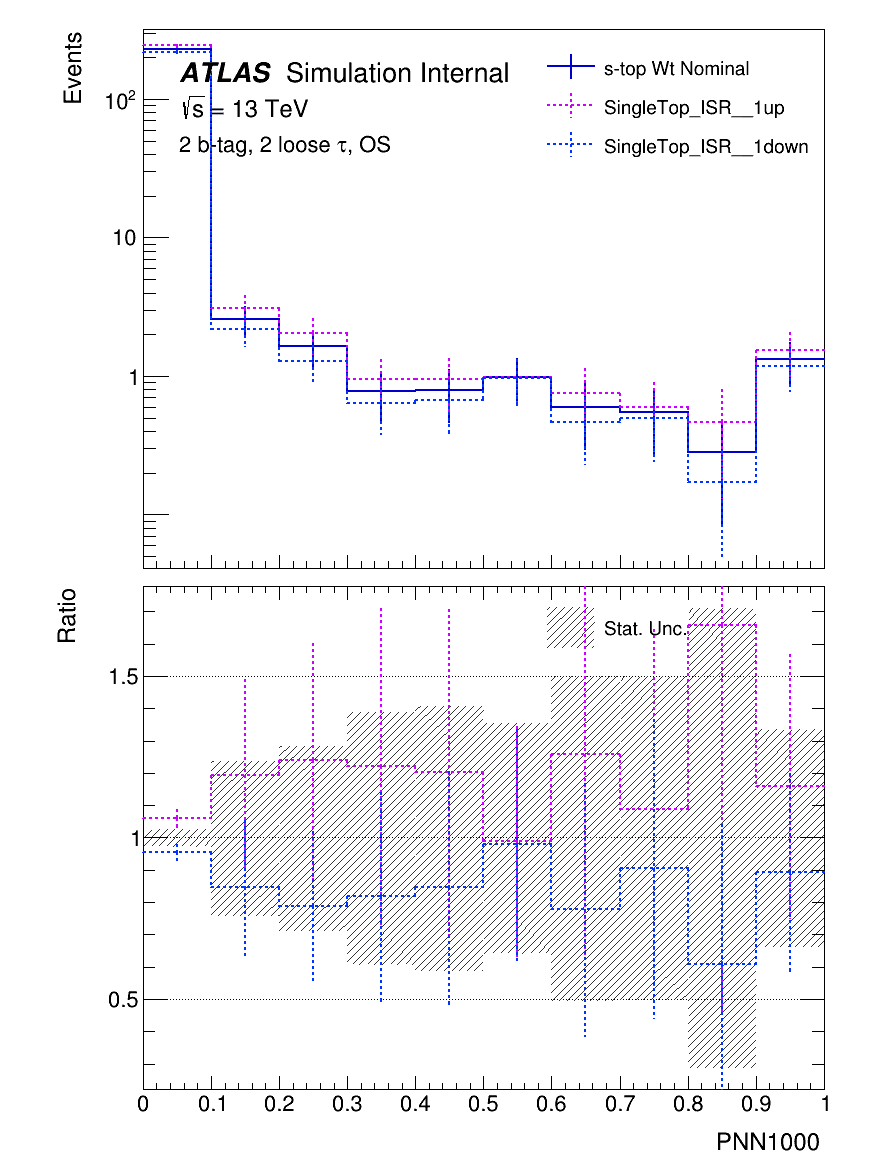 Events
10²
10
1
ATLAS Simulation Internal
√s = 13 TeV
2 b-tag, 2 loose τ, OS
s-top Wt Nominal
SingleTop_ISR__1up
SingleTop_ISR__1down
Ratio
1.5
1
0.5
Stat. Unc.
0 0.1 0.2 0.3 0.4 0.5 0.6 0.7 0.8 0.9 1
PNN1000